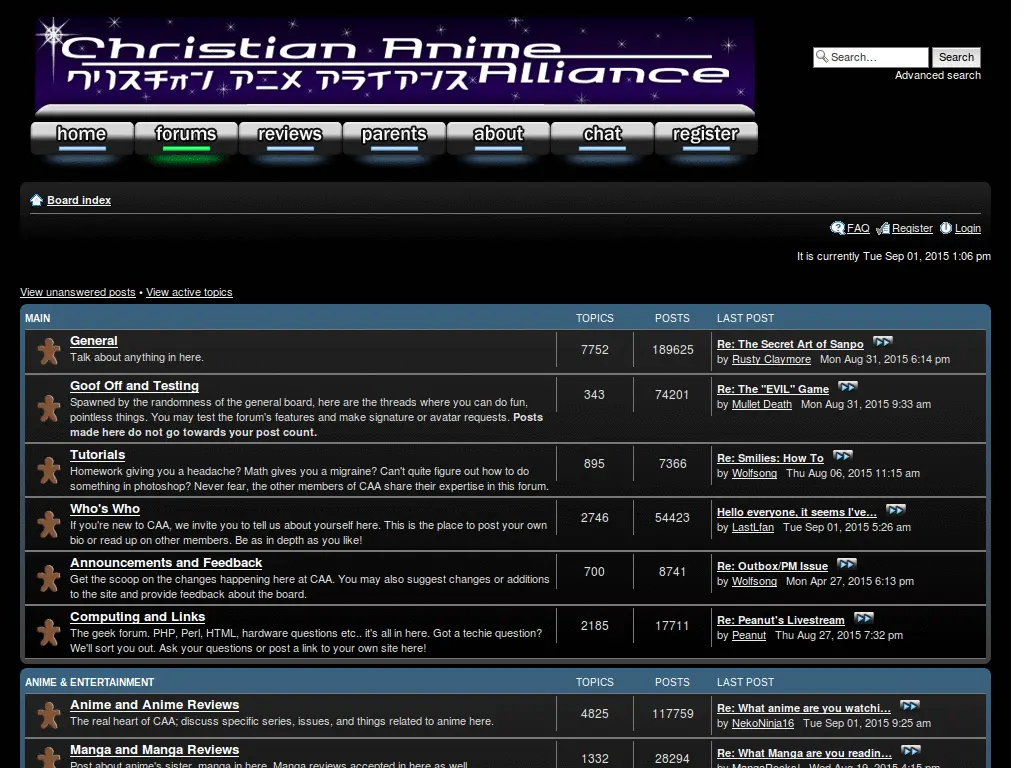 Christian Anime
クリスチャン アニメ アライアンス Alliance
Search…
Search
Advanced search
home forums reviews parents about chat register
Board index
FAQ Register Login
It is currently Tue Sep 01, 2015 1:06 pm
View unanswered posts • View active topics
MAIN TOPICS POSTS LAST POST
General
Talk about anything in here.
7752 189625
Re: The Secret Art of Sanpo
by Rusty Claymore Mon Aug 31, 2015 6:14 pm
Goof Off and Testing
Spawned by the randomness of the general board, here are the threads where you can do fun,
pointless things. You may test the forum's features and make signature or avatar requests. Posts
made here do not go towards your post count.
343 74201
Re: The "EVIL" Game
by Mullet Death Mon Aug 31, 2015 9:33 am
Tutorials
Homework giving you a headache? Math gives you a migraine? Can't quite figure out how to do
something in photoshop? Never fear, the other members of CAA share their expertise in this forum.
895 7366
Re: Smilies: How To
by Wolfsong Thu Aug 06, 2015 11:15 am
Who's Who
If you're new to CAA, we invite you to tell us about yourself here. This is the place to post your own
bio or read up on other members. Be as in depth as you like!
2746 54423
Hello everyone, it seems I've…
by LastLfan Tue Sep 01, 2015 5:26 am
Announcements and Feedback
Get the scoop on the changes happening here at CAA. You may also suggest changes or additions
to the site and provide feedback about the board.
700 8741
Re: Outbox/PM Issue
by Wolfsong Mon Apr 27, 2015 6:13 pm
Computing and Links
The geek forum. PHP, Perl, HTML, hardware questions etc.. it's all in here. Got a techie question?
We'll sort you out. Ask your questions or post a link to your own site here!
2185 17711
Re: Peanut's Livestream
by Peanut Thu Aug 27, 2015 7:32 pm
ANIME & ENTERTAINMENT TOPICS POSTS LAST POST
Anime and Anime Reviews
The real heart of CAA; discuss specific series, issues, and things related to anime here.
4825 117759
Re: What anime are you watchi…
by NekoNinja16 Tue Sep 01, 2015 9:25 am
Manga and Manga Reviews
Post about anime's sister, manga in here. Manga reviews accepted in here as well.
1332 28294
Re: What Manga are you readin…
by MangaRocks! Wed Aug 19, 2015 4:15 pm